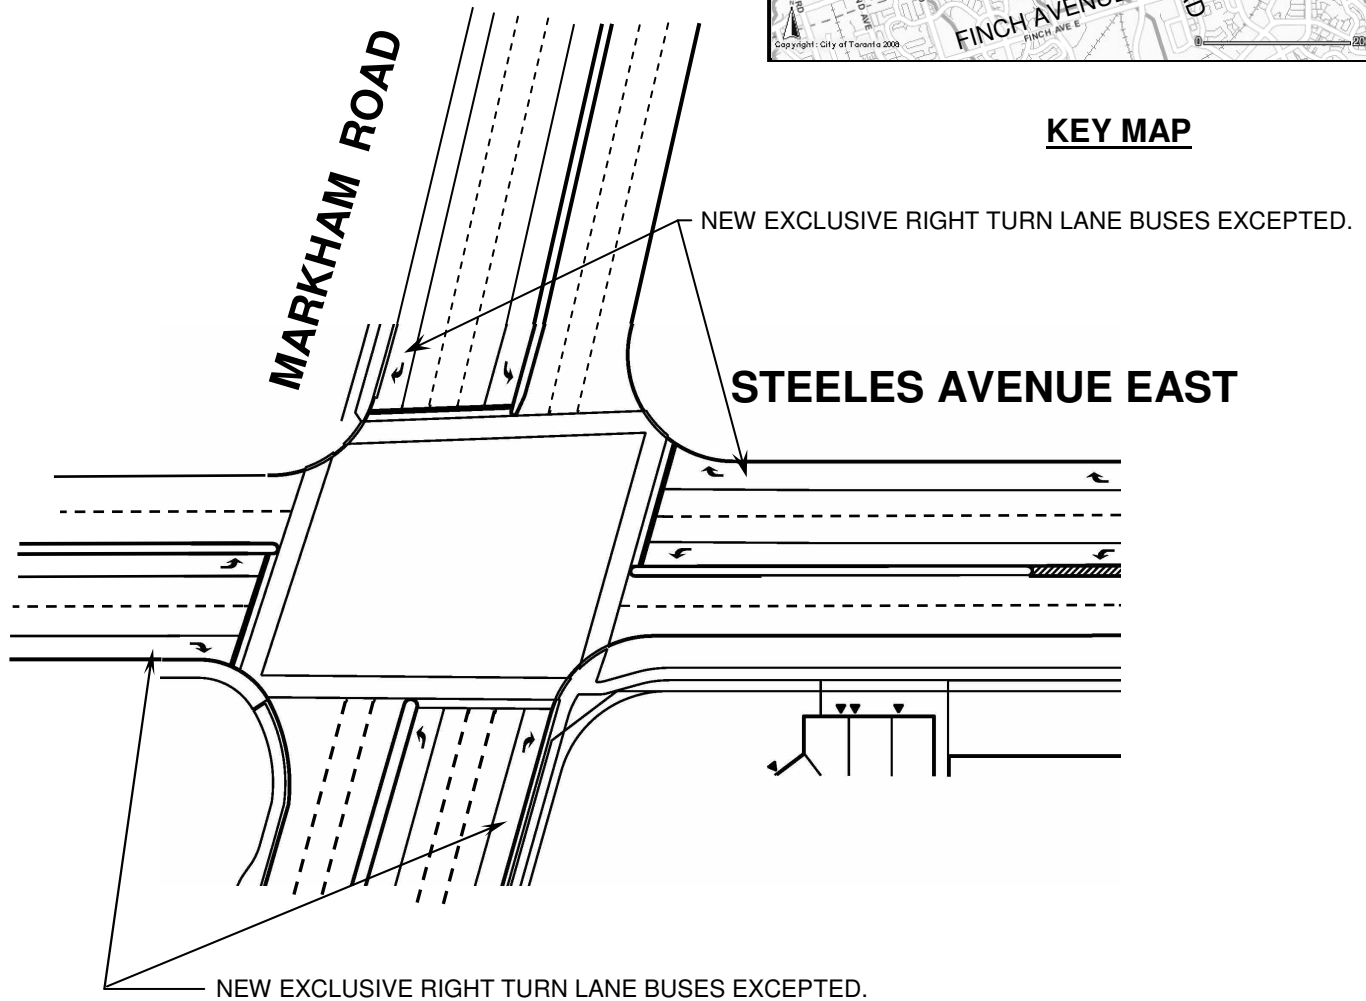 FINCH AVENUE
FINCH AVE E
Copyright: City of Toronto 2008
0
KEY MAP
MARKHAM ROAD
NEW EXCLUSIVE RIGHT TURN LANE BUSES EXCEPTED.
STEELES AVENUE EAST
NEW EXCLUSIVE RIGHT TURN LANE BUSES EXCEPTED.